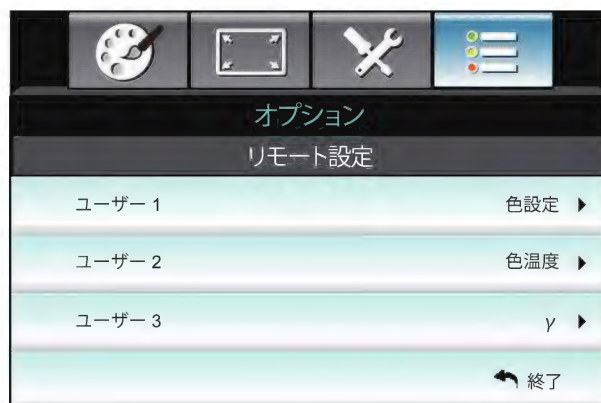 オプション
リモート設定
ユーザー 1 色設定
ユーザー 2 色温度
ユーザー 3 γ
終了